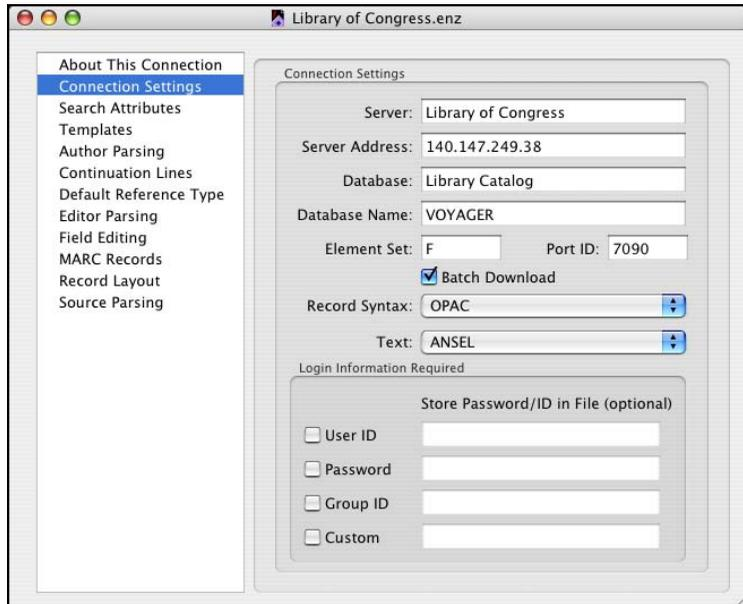 Library of Congress.enz
About This Connection
Connection Settings
Search Attributes
Templates
Author Parsing
Continuation Lines
Default Reference Type
Editor Parsing
Field Editing
MARC Records
Record Layout
Source Parsing
Connection Settings
Server: Library of Congress
Server Address: 140.147.249.38
Database: Library Catalog
Database Name: VOYAGER
Element Set: F Port ID: 7090
Batch Download
Record Syntax: OPAC
Text: ANSEL
Login Information Required
Store Password/ID in File (optional)
User ID
Password
Group ID
Custom